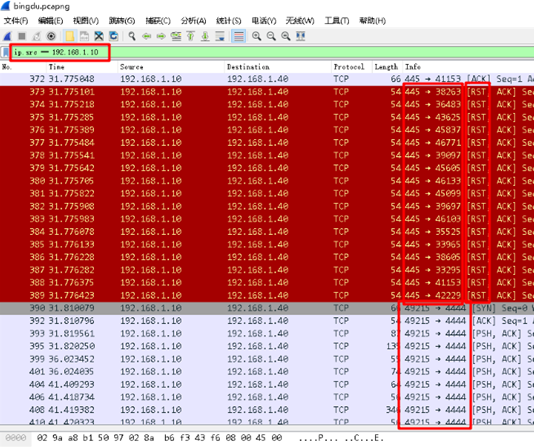 bingdu.pcapng
文件(F) 编辑(E) 视图(V) 跳转(G) 捕获(C) 分析(A) 统计(S) 电话(Y) 无线(W) 工具(T) 帮助(H)
ip.src == 192.168.1.10
No. Time Source Destination Protocol Length Info
372 31.775048 192.168.1.10 192.168.1.40 TCP 66 445 → 41153 [ACK] Seq=1 A
373 31.775101 192.168.1.10 192.168.1.40 TCP 54 445 → 38263 [RST, ACK] Seq
374 31.775218 192.168.1.10 192.168.1.40 TCP 54 445 → 36483 [RST, ACK] Seq
375 31.775285 192.168.1.10 192.168.1.40 TCP 54 445 → 43625 [RST, ACK] Seq
376 31.775389 192.168.1.10 192.168.1.40 TCP 54 445 → 45837 [RST, ACK] Seq
377 31.775484 192.168.1.10 192.168.1.40 TCP 54 445 → 46771 [RST, ACK] Seq
378 31.775541 192.168.1.10 192.168.1.40 TCP 54 445 → 39097 [RST, ACK] Seq
379 31.775642 192.168.1.10 192.168.1.40 TCP 54 445 → 45605 [RST, ACK] Seq
380 31.775705 192.168.1.10 192.168.1.40 TCP 54 445 → 46133 [RST, ACK] Seq
381 31.775822 192.168.1.10 192.168.1.40 TCP 54 445 → 45099 [RST, ACK] Seq
382 31.775908 192.168.1.10 192.168.1.40 TCP 54 445 → 39697 [RST, ACK] Seq
383 31.775983 192.168.1.10 192.168.1.40 TCP 54 445 → 46103 [RST, ACK] Seq
384 31.776078 192.168.1.10 192.168.1.40 TCP 54 445 → 35525 [RST, ACK] Seq
385 31.776133 192.168.1.10 192.168.1.40 TCP 54 445 → 33965 [RST, ACK] Seq
386 31.776228 192.168.1.10 192.168.1.40 TCP 54 445 → 38605 [RST, ACK] Seq
387 31.776282 192.168.1.10 192.168.1.40 TCP 54 445 → 33295 [RST, ACK] Seq
388 31.776375 192.168.1.10 192.168.1.40 TCP 54 445 → 41153 [RST, ACK] Seq
389 31.776423 192.168.1.10 192.168.1.40 TCP 54 445 → 42229 [RST, ACK] Seq
390 31.810079 192.168.1.10 192.168.1.40 TCP 66 49215 → 4444 [SYN] Seq=0
392 31.810796 192.168.1.10 192.168.1.40 TCP 54 49215 → 4444 [ACK] Seq=1
393 31.819561 192.168.1.10 192.168.1.40 TCP 87 49215 → 4444 [PSH, ACK] S
395 31.820250 192.168.1.10 192.168.1.40 TCP 135 49215 → 4444 [PSH, ACK] S
399 36.023452 192.168.1.10 192.168.1.40 TCP 55 49215 → 4444 [PSH, ACK] S
401 36.024035 192.168.1.10 192.168.1.40 TCP 74 49215 → 4444 [PSH, ACK] S
404 41.409293 192.168.1.10 192.168.1.40 TCP 64 49215 → 4444 [PSH, ACK] S
406 41.418734 192.168.1.10 192.168.1.40 TCP 56 49215 → 4444 [PSH, ACK] S
408 41.419382 192.168.1.10 192.168.1.40 TCP 346 49215 → 4444 [PSH, ACK] S
410 41.420323 192.168.1.10 192.168.1.40 TCP 56 49215 → 4444 [PSH, ACK] S
0000 02 9a a8 b1 50 97 02 8a b6 f3 43 f6 08 00 45 00 ....P... ..C...E.